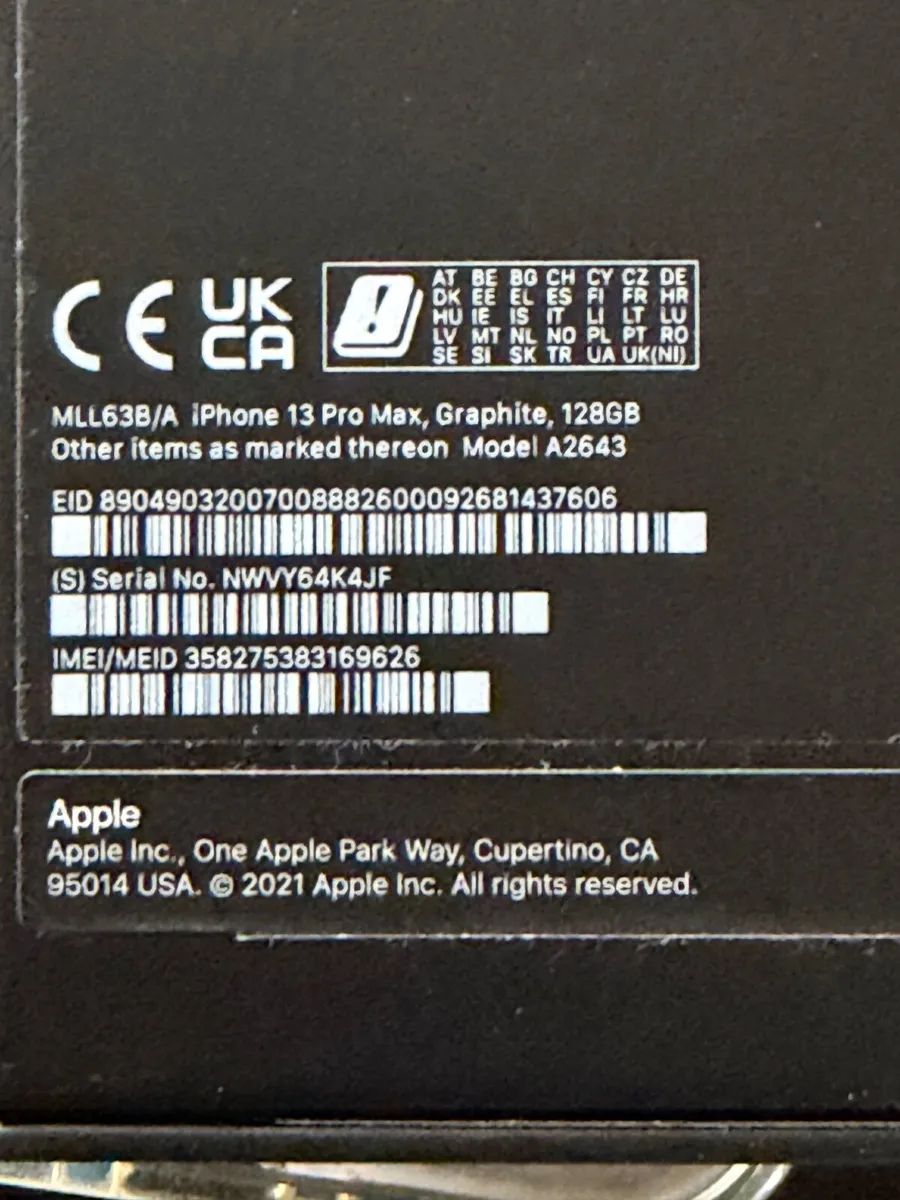 CE UK
CA
AT BE BG CH CY CZ DE
DK EE EL ES FI FR HR
HU IE IS IT LI LT LU
LV MT NL NO PL PT RO
SE SI SK TR UA UK(NI)
MLL63B/A iPhone 13 Pro Max, Graphite, 128GB
Other items as marked thereon Model A2643
EID 89049032007008882600092681437606
(S) Serial No. NWVY64K4JF
IMEI/MEID 358275383169626
Apple
Apple Inc., One Apple Park Way, Cupertino, CA
95014 USA. © 2021 Apple Inc. All rights reserved.